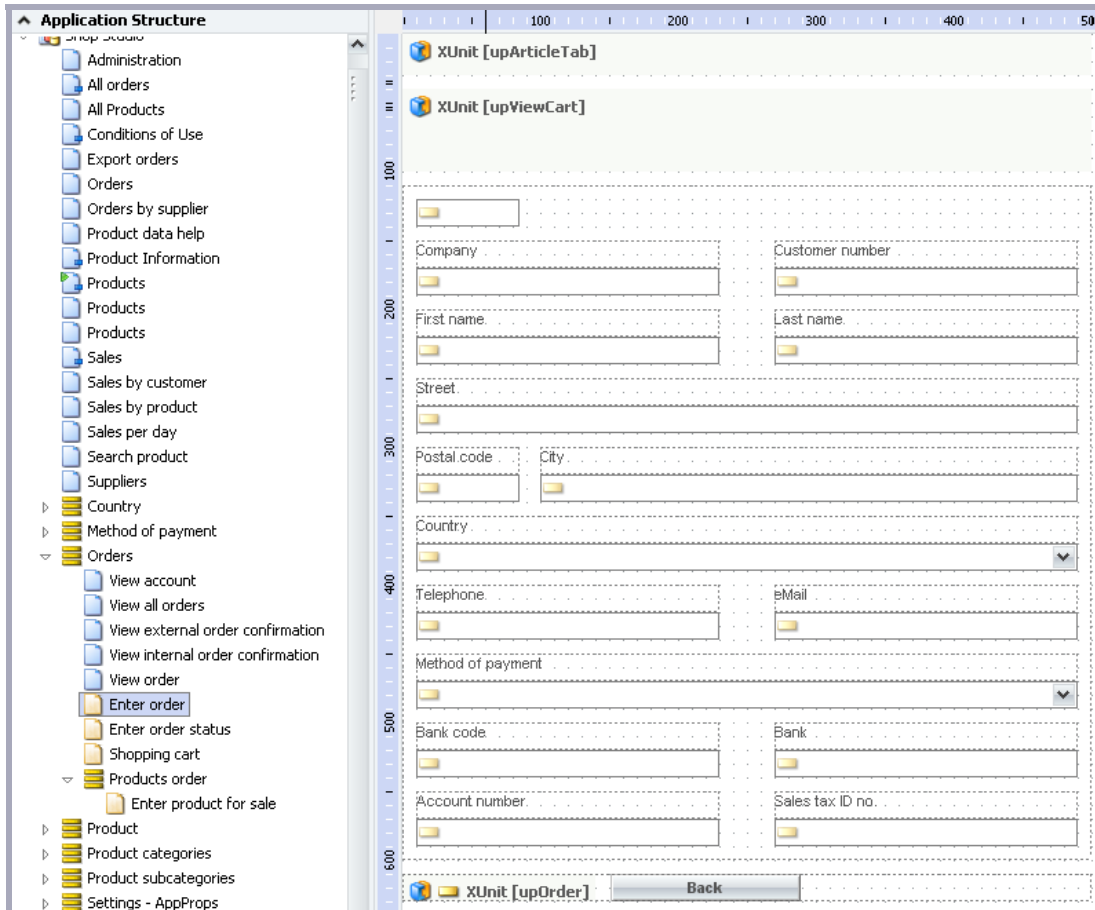 Application Structure
Shop Studio
Administration
All orders
All Products
Conditions of Use
Export orders
Orders
Orders by supplier
Product data help
Product Information
Products
Products
Products
Sales
Sales by customer
Sales by product
Sales per day
Search product
Suppliers
Country
Method of payment
Orders
View account
View all orders
View external order confirmation
View internal order confirmation
View order
Enter order
Enter order status
Shopping cart
Products order
Enter product for sale
Product
Product categories
Product subcategories
Settings - AppProps
100 200 300 400 50
100
200
300
400
500
600
XUnit [upArticleTab]
XUnit [upViewCart]
Company Customer number
First name Last name
Street
Postal code City
Country
Telephone eMail
Method of payment
Bank code Bank
Account number Sales tax ID no.
XUnit [upOrder] Back